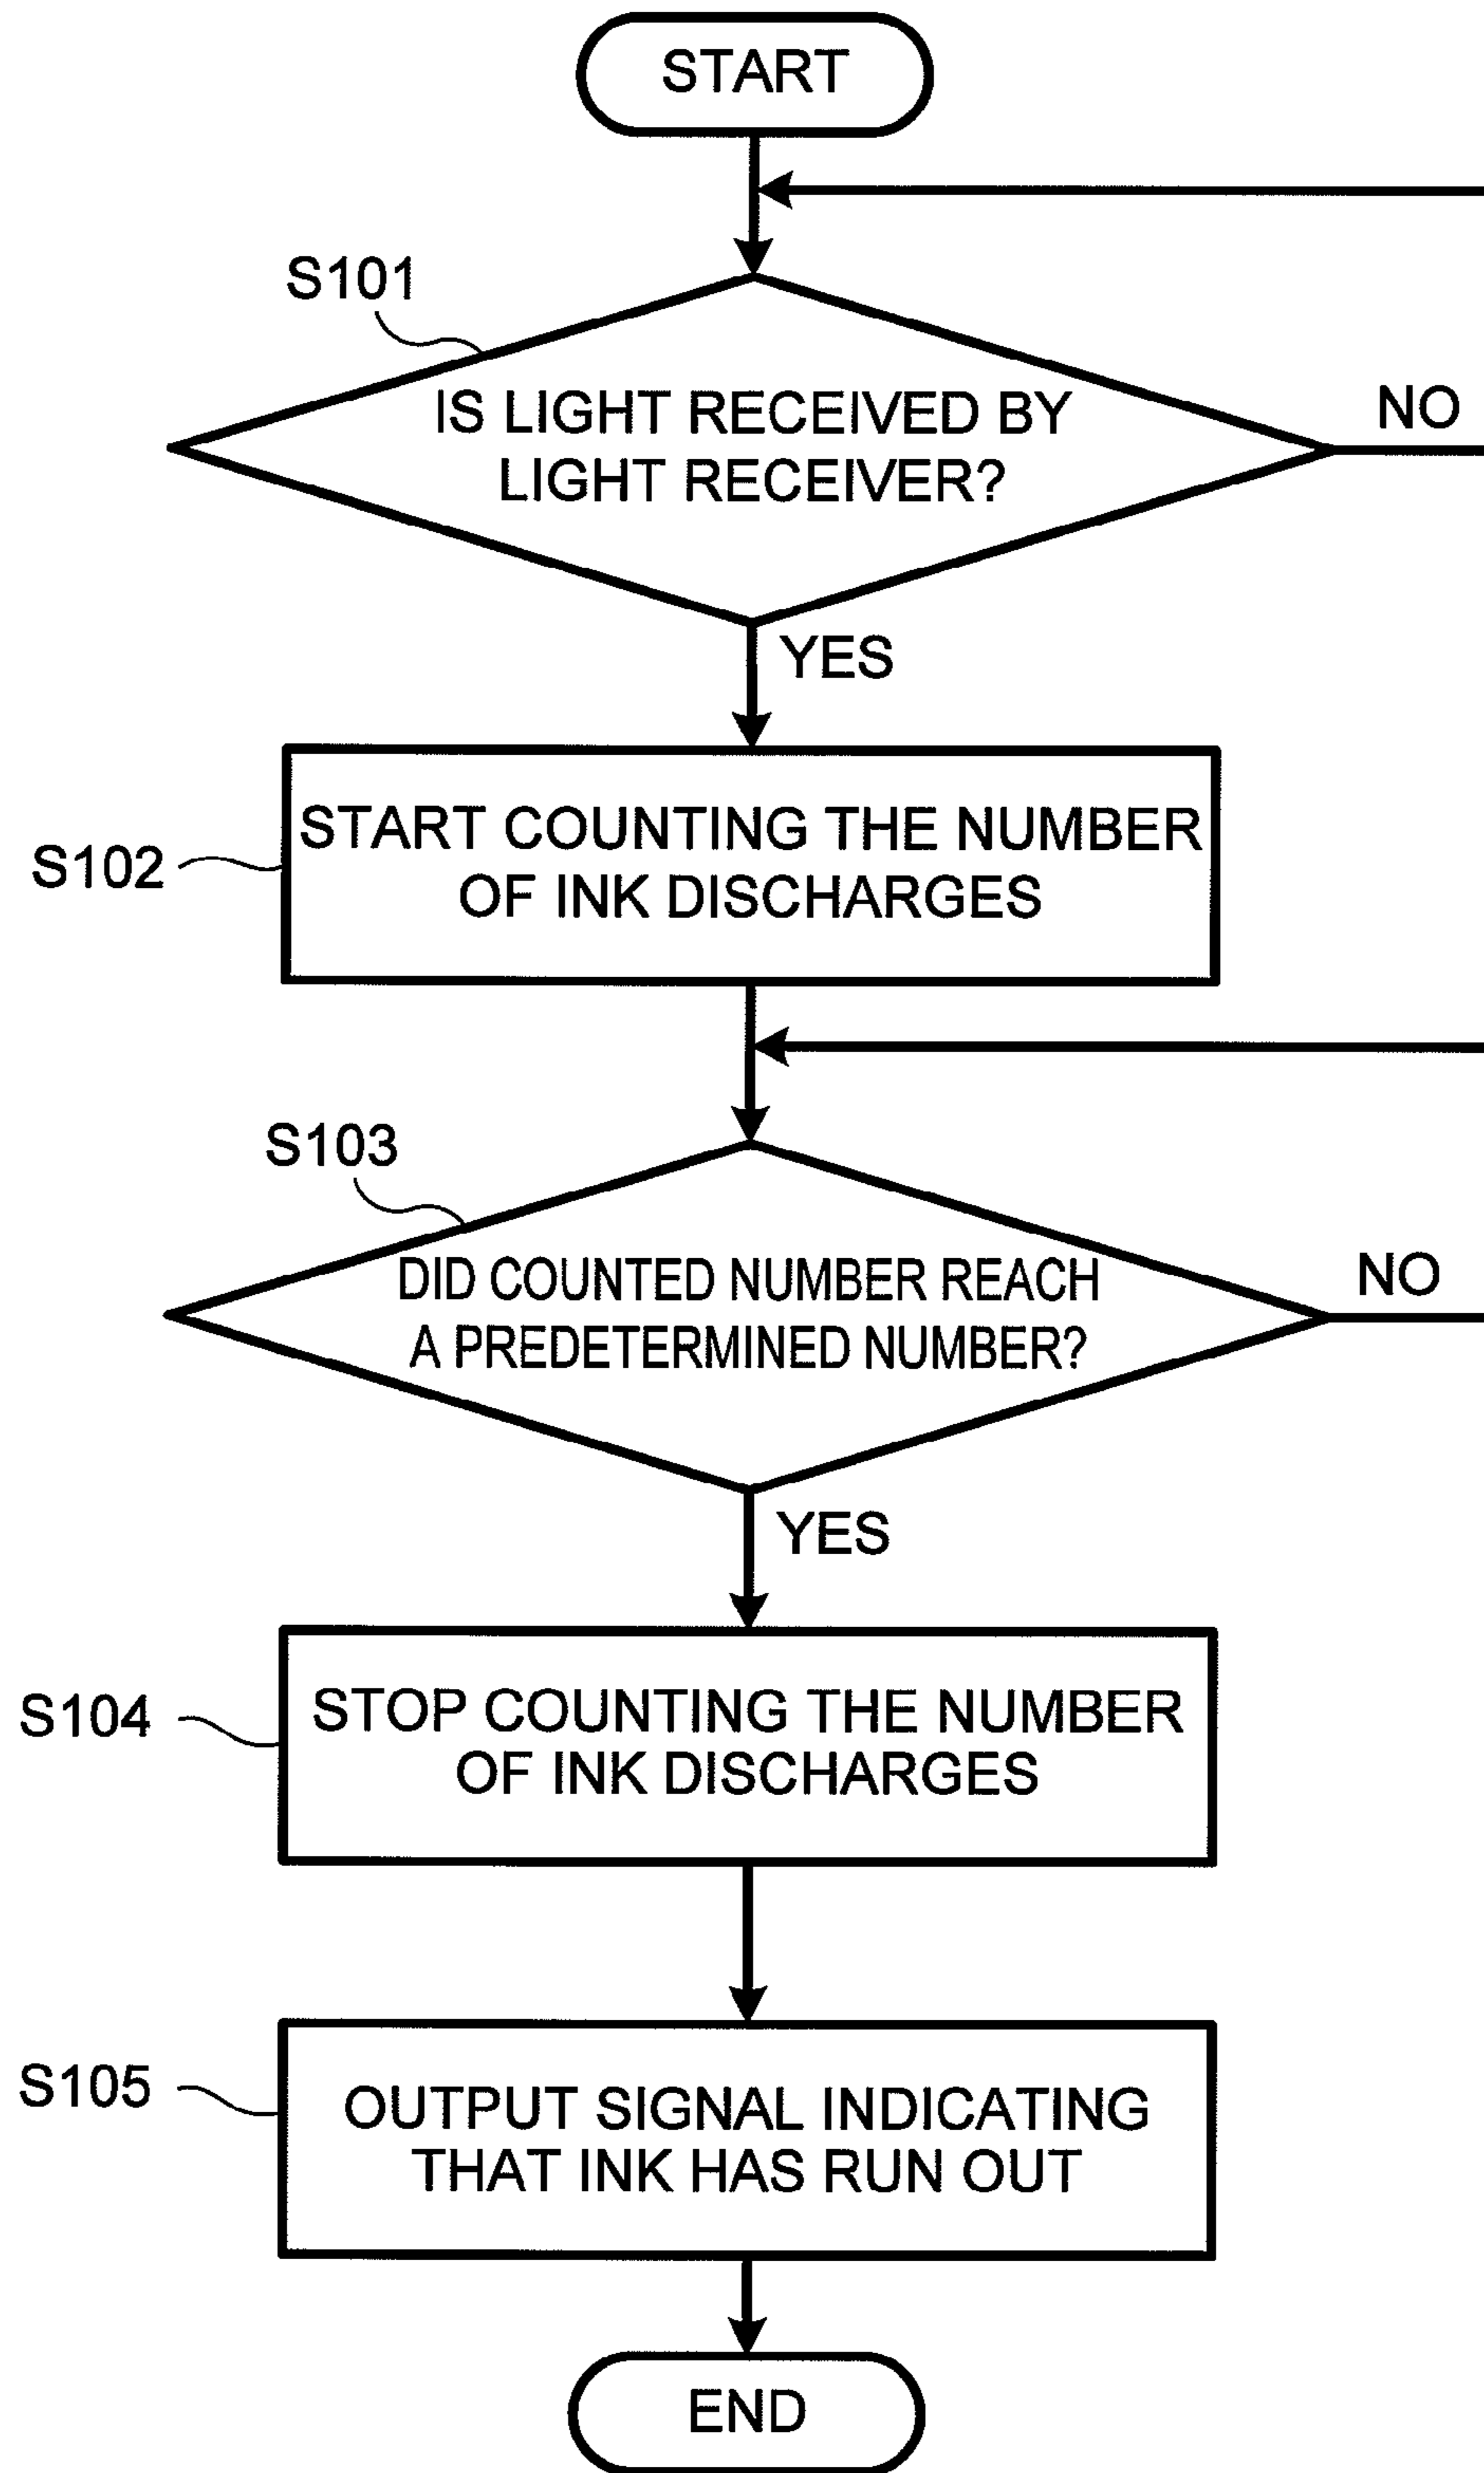 START
S101
IS LIGHT RECEIVED BY
LIGHT RECEIVER?
NO
YES
S102
START COUNTING THE NUMBER
OF INK DISCHARGES
S103
DID COUNTED NUMBER REACH
A PREDETERMINED NUMBER?
NO
YES
S104
STOP COUNTING THE NUMBER
OF INK DISCHARGES
S105
OUTPUT SIGNAL INDICATING
THAT INK HAS RUN OUT
END